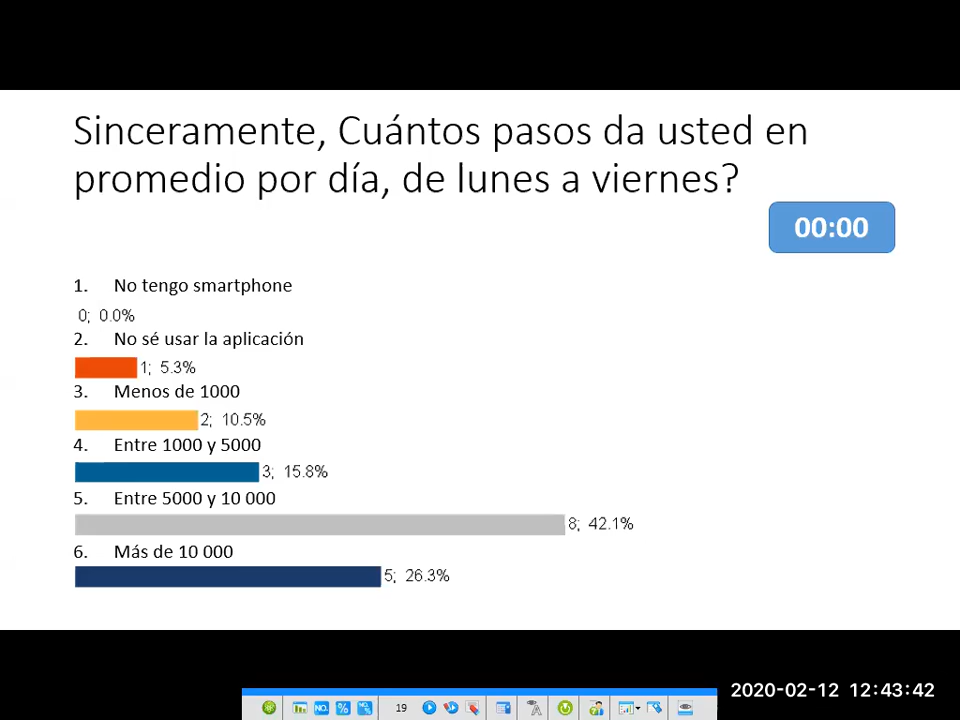 Sinceramente, Cuántos pasos da usted en
promedio por día, de lunes a viernes?
00:00
1. No tengo smartphone
0; 0.0%
2. No sé usar la aplicación
1; 5.3%
3. Menos de 1000
2; 10.5%
4. Entre 1000 y 5000
3; 15.8%
5. Entre 5000 y 10 000
8; 42.1%
6. Más de 10 000
5; 26.3%
2020-02-12 12:43:42
NO. % 19